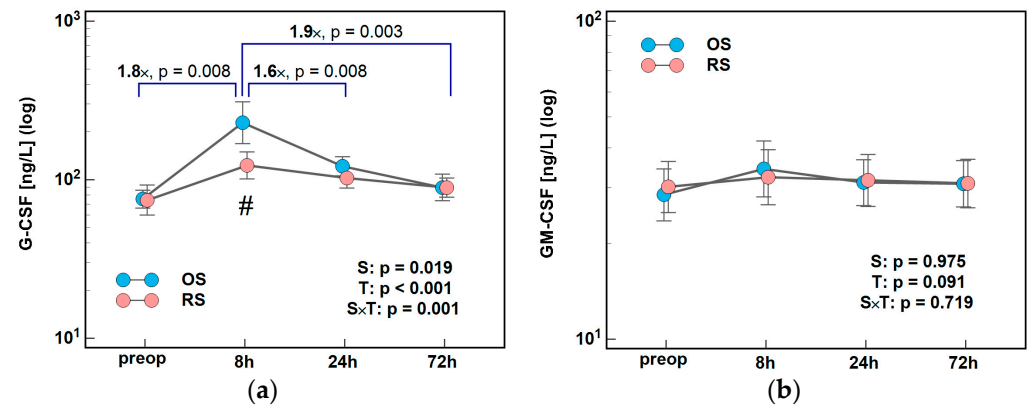 10³
1.9×, p = 0.003
1.8×, p = 0.008
1.6×, p = 0.008
G-CSF [ng/L] (log)
10²
#
OS
RS
S: p = 0.019
T: p < 0.001
S×T: p = 0.001
10¹
preop 8h 24h 72h
(a)
10²
OS
RS
GM-CSF [ng/L] (log)
S: p = 0.975
T: p = 0.091
S×T: p = 0.719
10¹
preop 8h 24h 72h
(b)